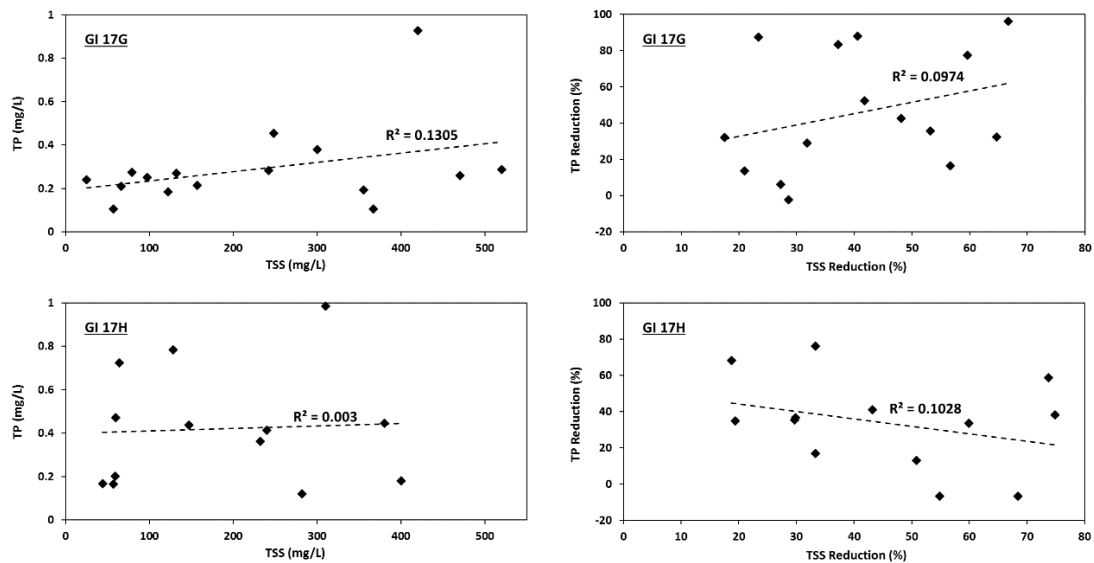 GI 17G
R² = 0.1305
TP (mg/L)
1
0.8
0.6
0.4
0.2
0
0 100 200 300 400 500
TSS (mg/L)
GI 17G
R² = 0.0974
TP Reduction (%)
100
80
60
40
20
0
-20
0 10 20 30 40 50 60 70 80
TSS Reduction (%)
GI 17H
R² = 0.003
TP (mg/L)
1
0.8
0.6
0.4
0.2
0
0 100 200 300 400 500
TSS (mg/L)
GI 17H
R² = 0.1028
TP Reduction (%)
100
80
60
40
20
0
-20
0 10 20 30 40 50 60 70 80
TSS Reduction (%)